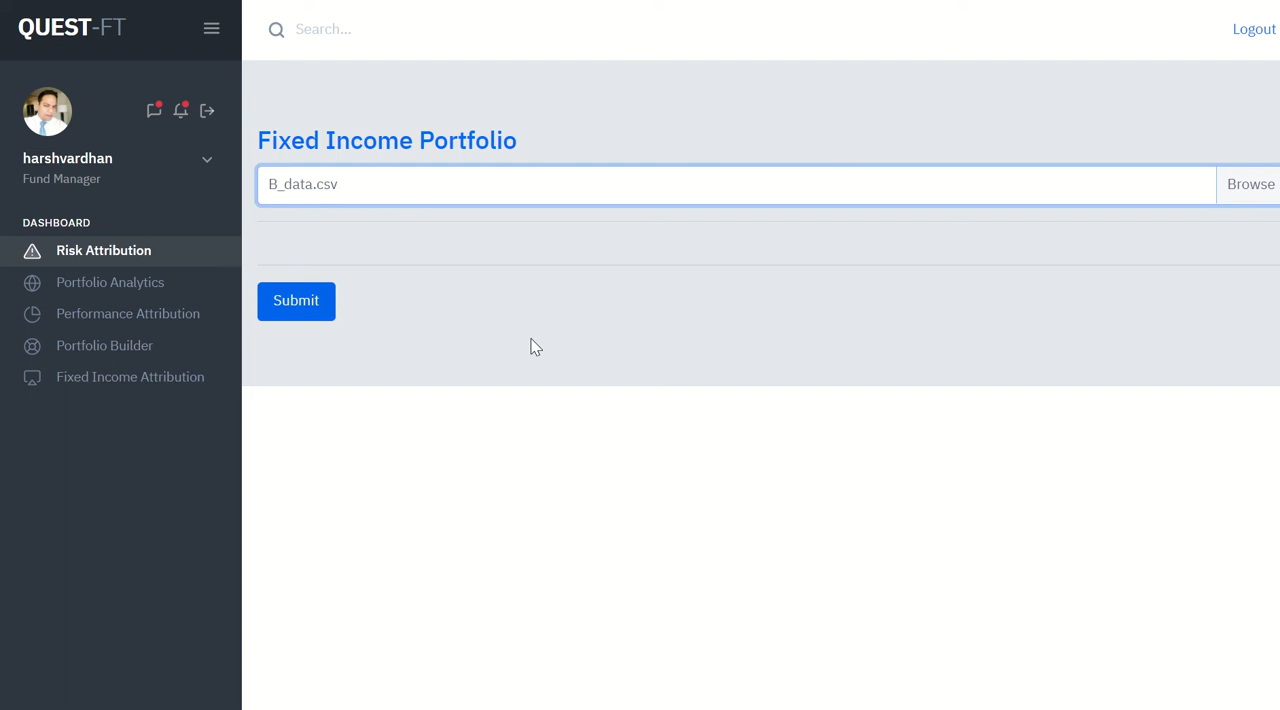 QUEST-FT
Search...
Logout
harshvardhan
Fund Manager
DASHBOARD
Risk Attribution
Portfolio Analytics
Performance Attribution
Portfolio Builder
Fixed Income Attribution
Fixed Income Portfolio
B_data.csv
Browse
Submit